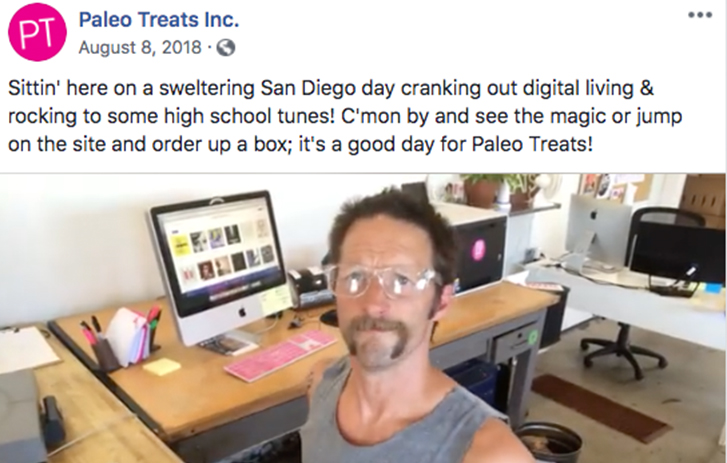 PT
Paleo Treats Inc.
August 8, 2018 ·
Sittin' here on a sweltering San Diego day cranking out digital living &
rocking to some high school tunes! C'mon by and see the magic or jump
on the site and order up a box; it's a good day for Paleo Treats!